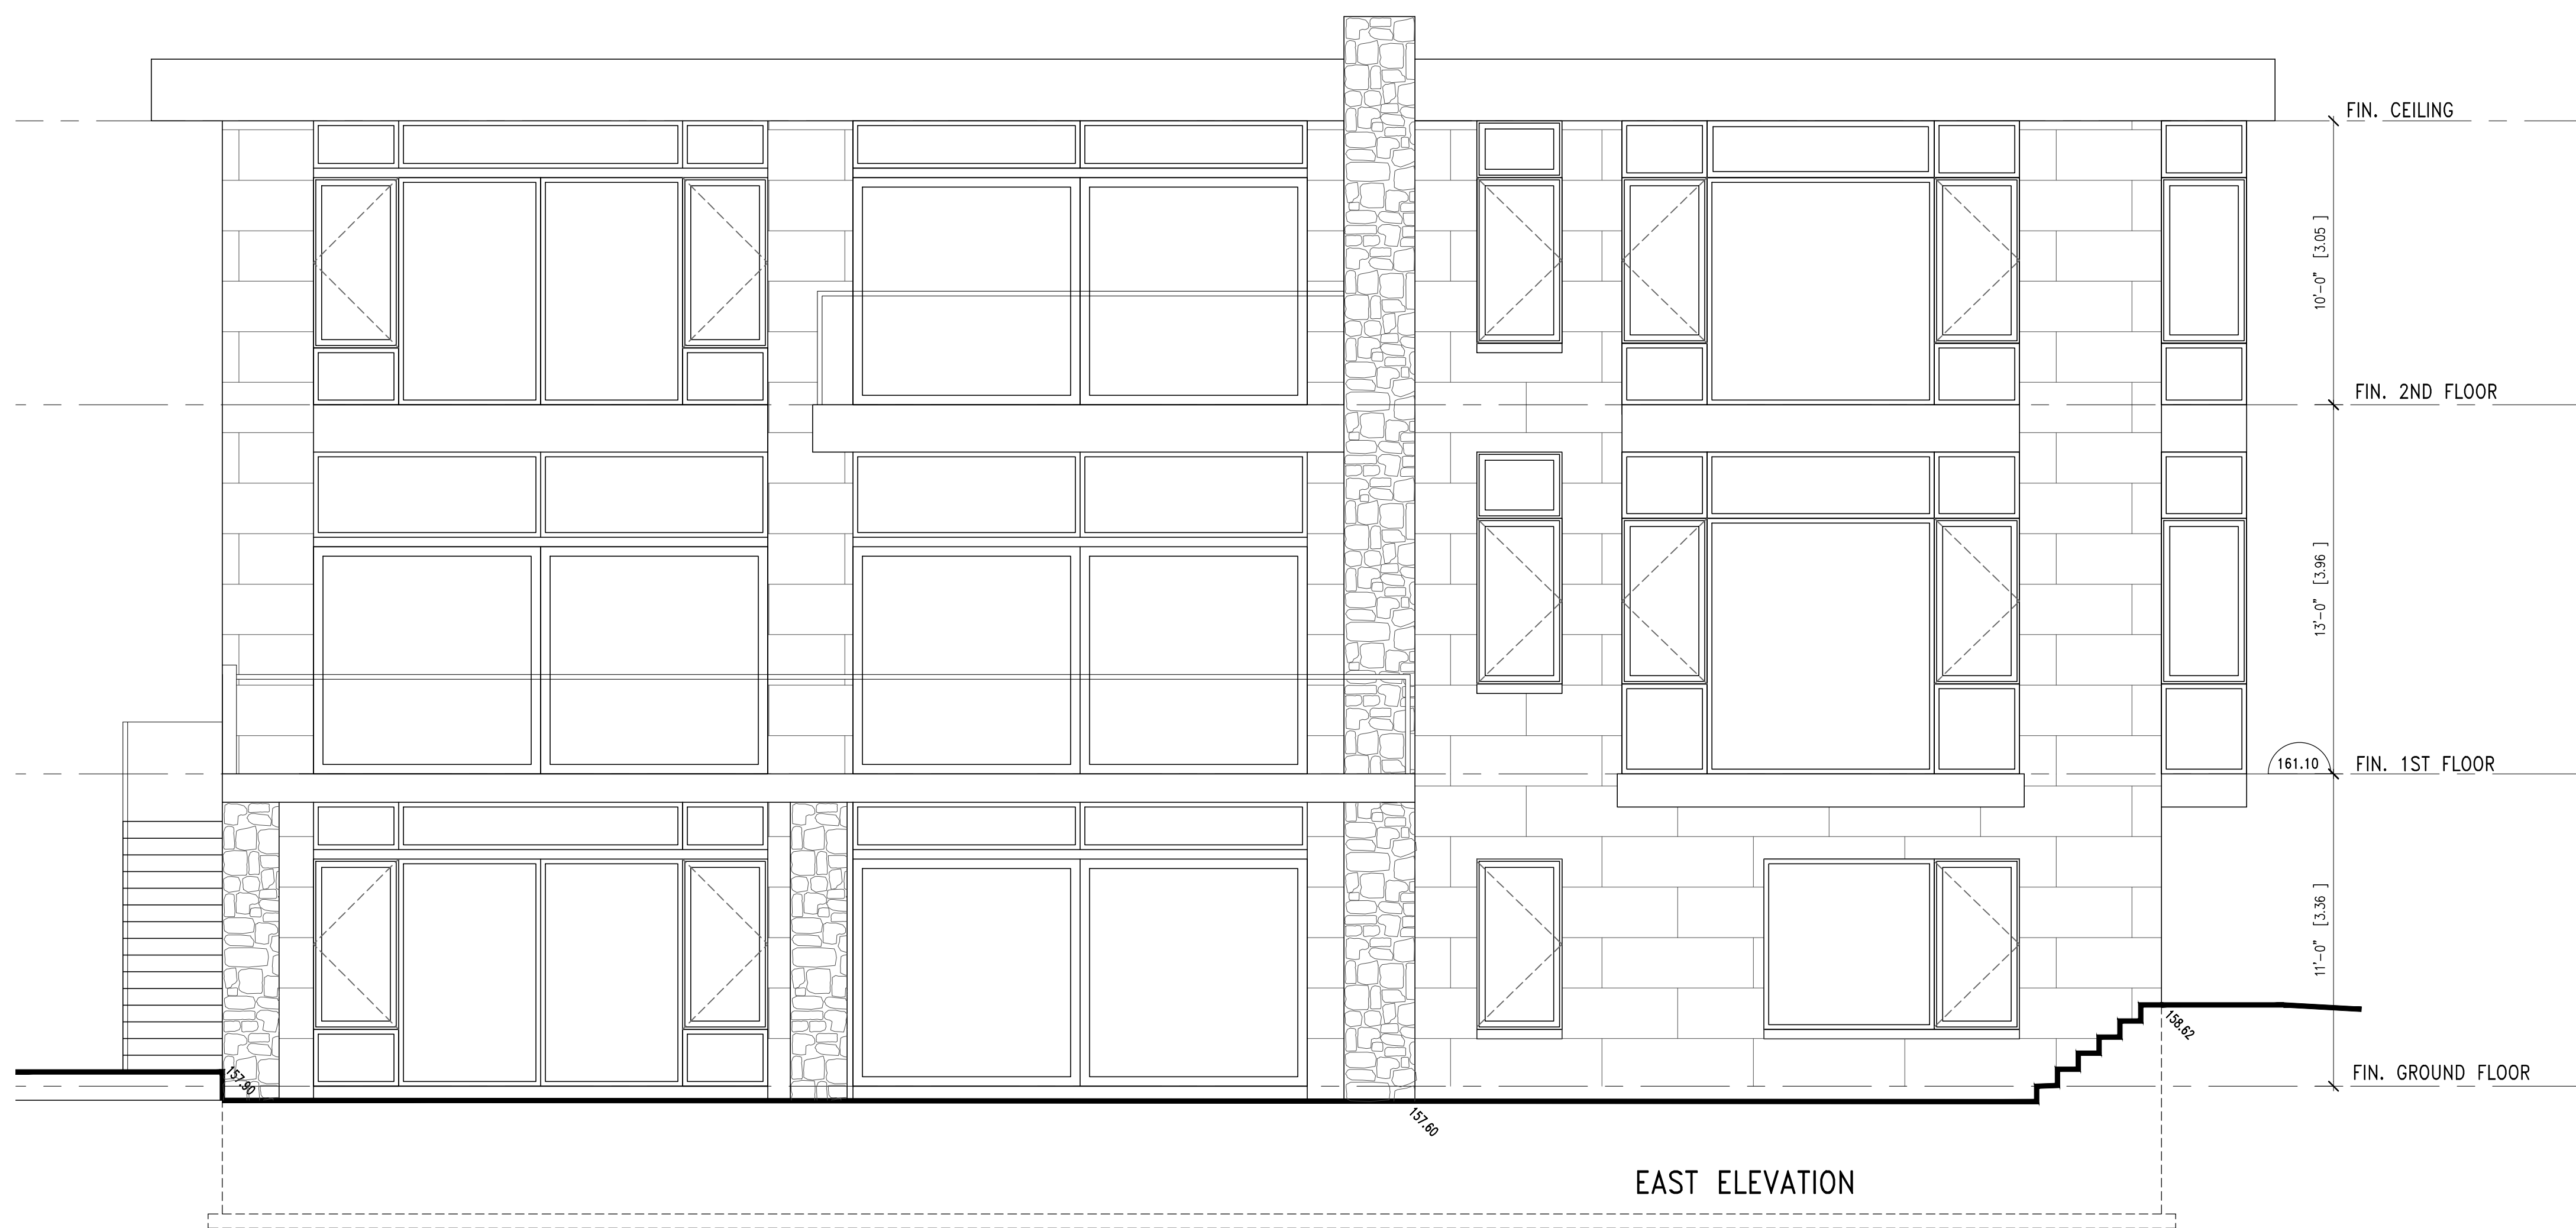 FIN. CEILING
10'-0" [3.05 ]
FIN. 2ND FLOOR
13'-0" [3.96 ]
161.10
FIN. 1ST FLOOR
11'-0" [3.36 ]
158.62
FIN. GROUND FLOOR
157.90
157.60
EAST ELEVATION